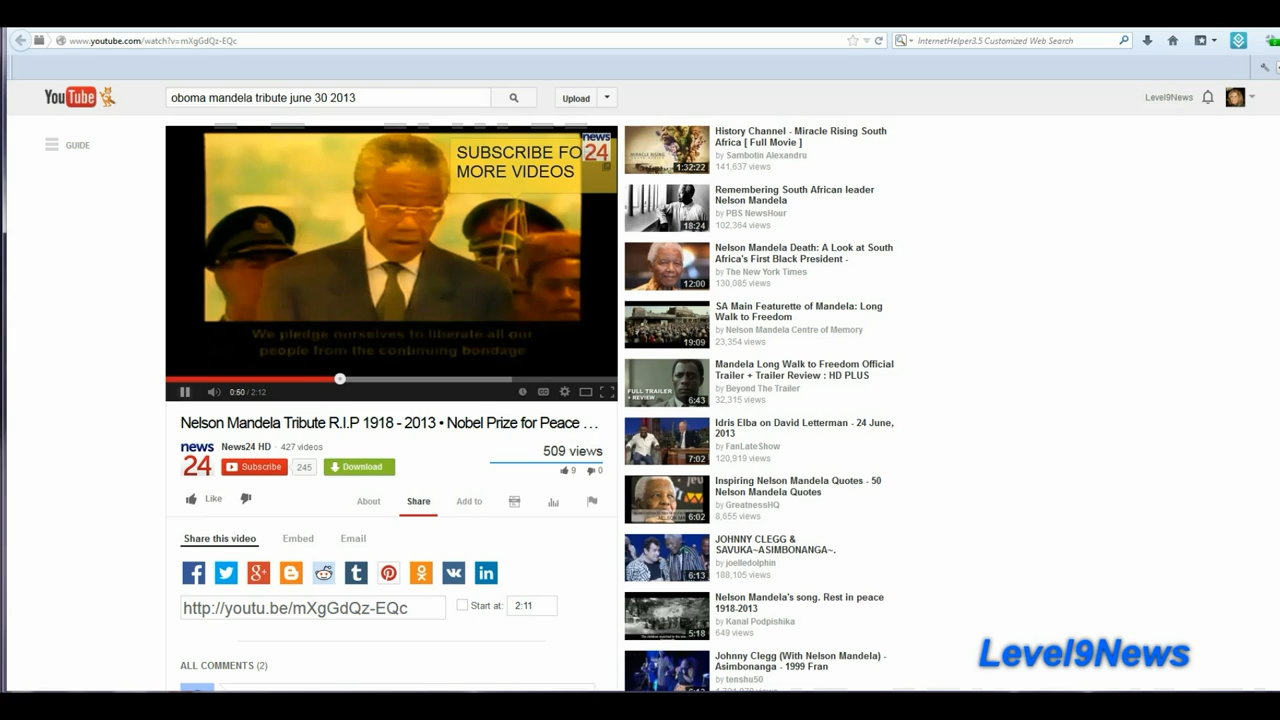 www.youtube.com/watch?v=mXgGdQz-EQc
InternetHelper3.5 Customized Web Search
YouTube
oboma mandela tribute june 30 2013
Upload
Level9News
GUIDE
SUBSCRIBE FO
MORE VIDEOS
news
24
We pledge ourselves to liberate all our
people from the continuing bondage
0:50 / 2:12
Nelson Mandela Tribute R.I.P 1918 - 2013 • Nobel Prize for Peace ...
news
24
News24 HD · 427 videos
Subscribe
245
Download
509 views
9
0
Like
About
Share
Add to
Share this video
Embed
Email
http://youtu.be/mXgGdQz-EQc
Start at:
2:11
ALL COMMENTS (2)
1:32:22
History Channel - Miracle Rising South
Africa [ Full Movie ]
by Sambotin Alexandru
141,637 views
18:24
Remembering South African leader
Nelson Mandela
by PBS NewsHour
102,364 views
12:00
Nelson Mandela Death: A Look at South
Africa's First Black President -
by The New York Times
130,085 views
19:09
SA Main Featurette of Mandela: Long
Walk to Freedom
by Nelson Mandela Centre of Memory
23,354 views
FULL TRAILER
+ REVIEW
6:43
Mandela Long Walk to Freedom Official
Trailer + Trailer Review : HD PLUS
by Beyond The Trailer
32,315 views
7:02
Idris Elba on David Letterman - 24 June,
2013
by FanLateShow
120,919 views
6:02
Inspiring Nelson Mandela Quotes - 50
Nelson Mandela Quotes
by GreatnessHQ
8,655 views
6:13
JOHNNY CLEGG &
SAVUKA~ASIMBONANGA~.
by joelledolphin
188,105 views
5:18
Nelson Mandela's song. Rest in peace
1918-2013
by Kanal Podpishika
649 views
Johnny Clegg (With Nelson Mandela) -
Asimbonanga - 1999 Fran
by tenshu50
Level9News